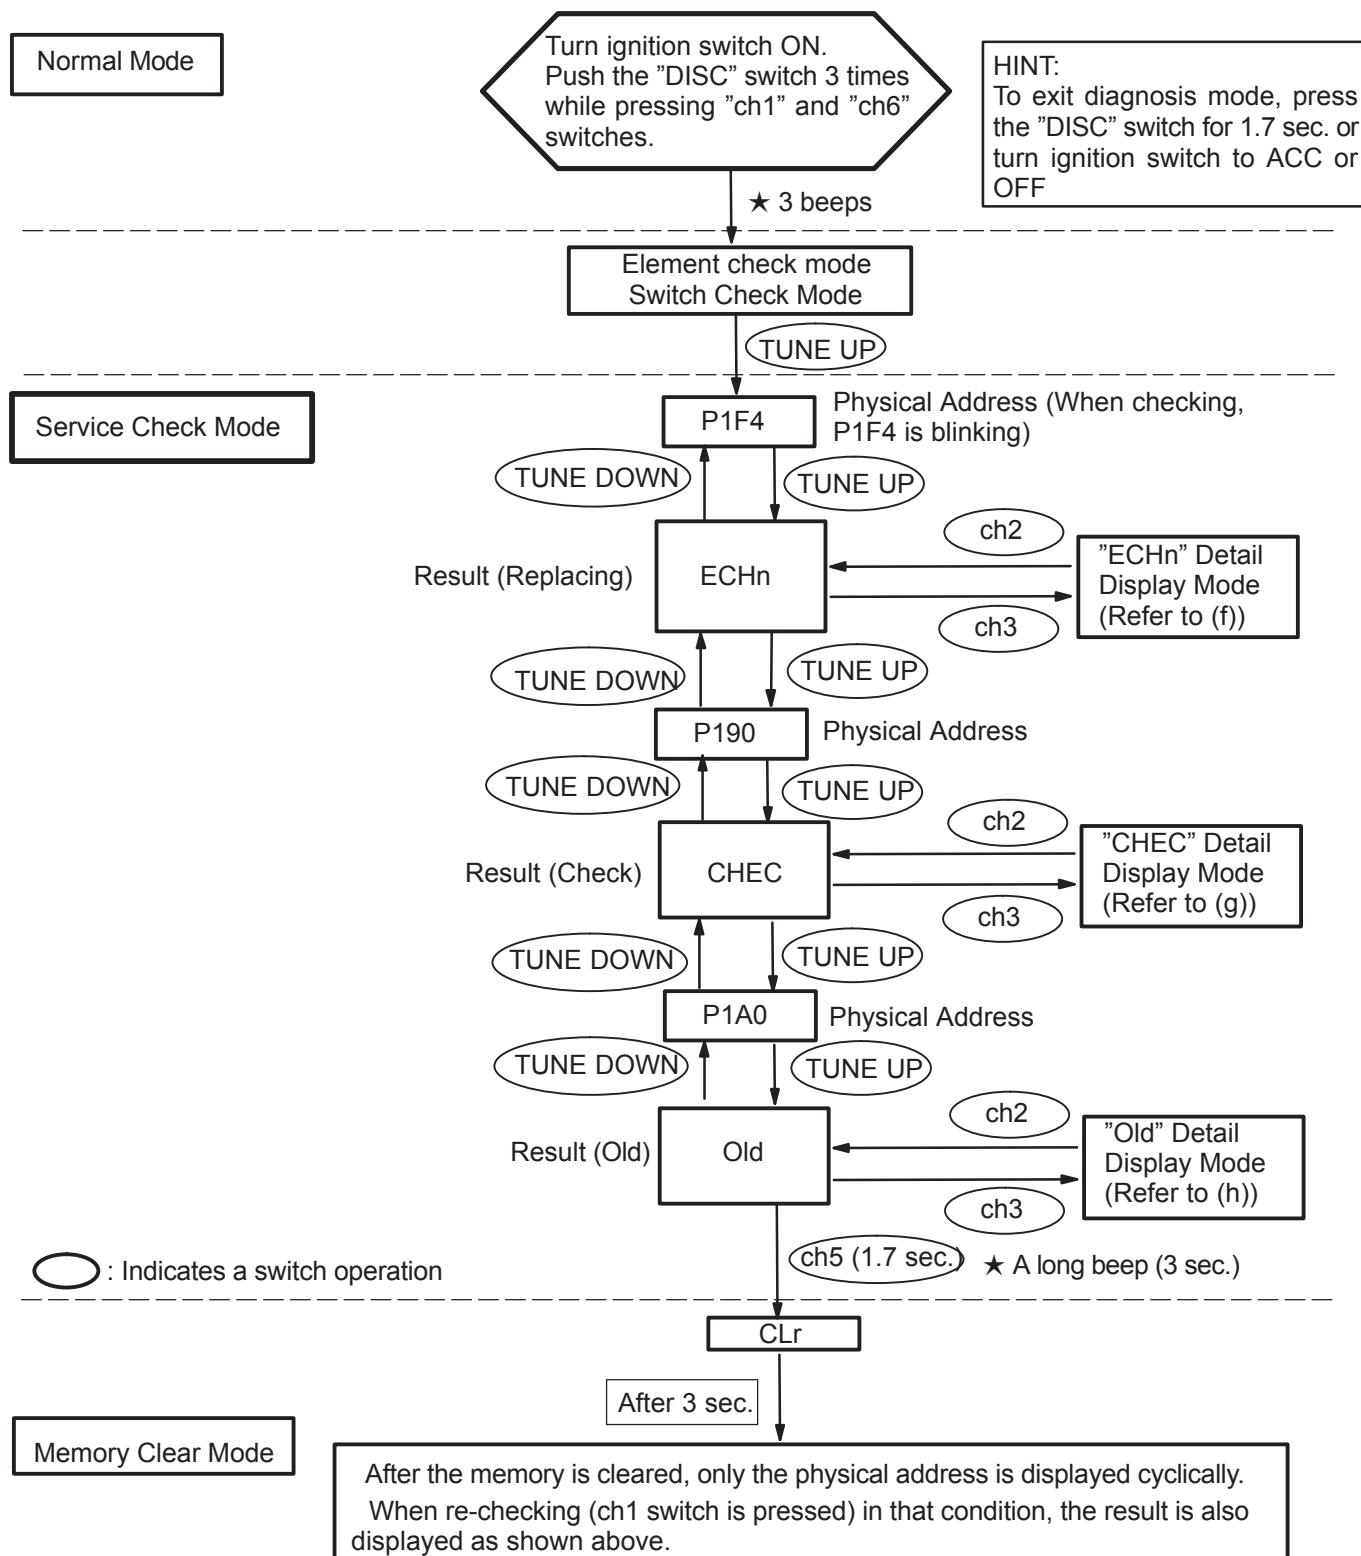 Normal Mode
Turn ignition switch ON.
Push the ”DISC” switch 3 times
while pressing ”ch1” and ”ch6”
switches.
HINT:
To exit diagnosis mode, press
the ”DISC” switch for 1.7 sec. or
turn ignition switch to ACC or
OFF
★ 3 beeps
Element check mode
Switch Check Mode
TUNE UP
Service Check Mode
P1F4
Physical Address (When checking,
P1F4 is blinking)
TUNE DOWN
TUNE UP
Result (Replacing)
ECHn
ch2
ch3
”ECHn” Detail
Display Mode
(Refer to (f))
TUNE DOWN
TUNE UP
P190
Physical Address
TUNE DOWN
TUNE UP
Result (Check)
CHEC
ch2
ch3
”CHEC” Detail
Display Mode
(Refer to (g))
TUNE DOWN
TUNE UP
P1A0
Physical Address
TUNE DOWN
TUNE UP
Result (Old)
Old
ch2
ch3
”Old” Detail
Display Mode
(Refer to (h))
: Indicates a switch operation
ch5 (1.7 sec.)
★ A long beep (3 sec.)
CLr
After 3 sec.
Memory Clear Mode
After the memory is cleared, only the physical address is displayed cyclically.
When re-checking (ch1 switch is pressed) in that condition, the result is also
displayed as shown above.